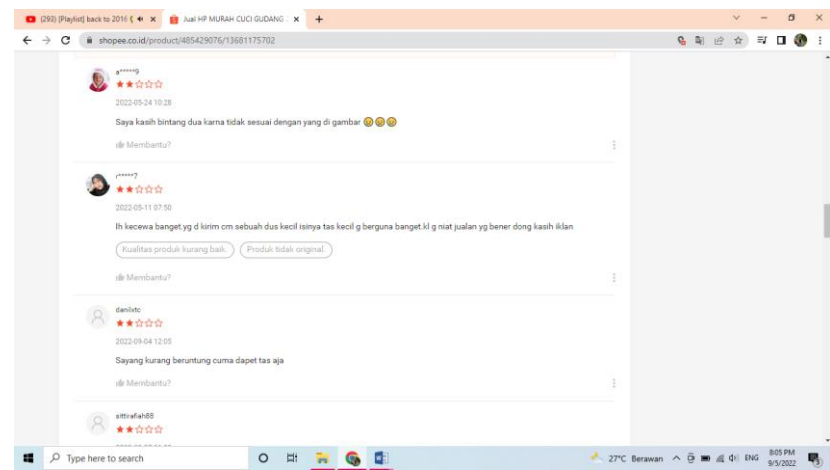 (293) [Playlist] back to 2016 (
Jual HP MURAH CUCI GUDANG
shopee.co.id/product/485429076/13681175702
a*****9
2022-05-24 10:28
Saya kasih bintang dua karna tidak sesuai dengan yang di gambar
Membantu?
r*****7
2022-05-11 07:50
Ih kecewa banget.yg d kirim cm sebuah dus kecil isinya tas kecil g berguna banget.kl g niat jualan yg bener dong kasih iklan
Kualitas produk kurang baik. Produk tidak original.
Membantu?
danilxtc
2022-09-04 12:05
Sayang kurang beruntung cuma dapet tas aja
Membantu?
sittirafiah88
Type here to search
27°C Berawan
ENG
8:05 PM
9/5/2022